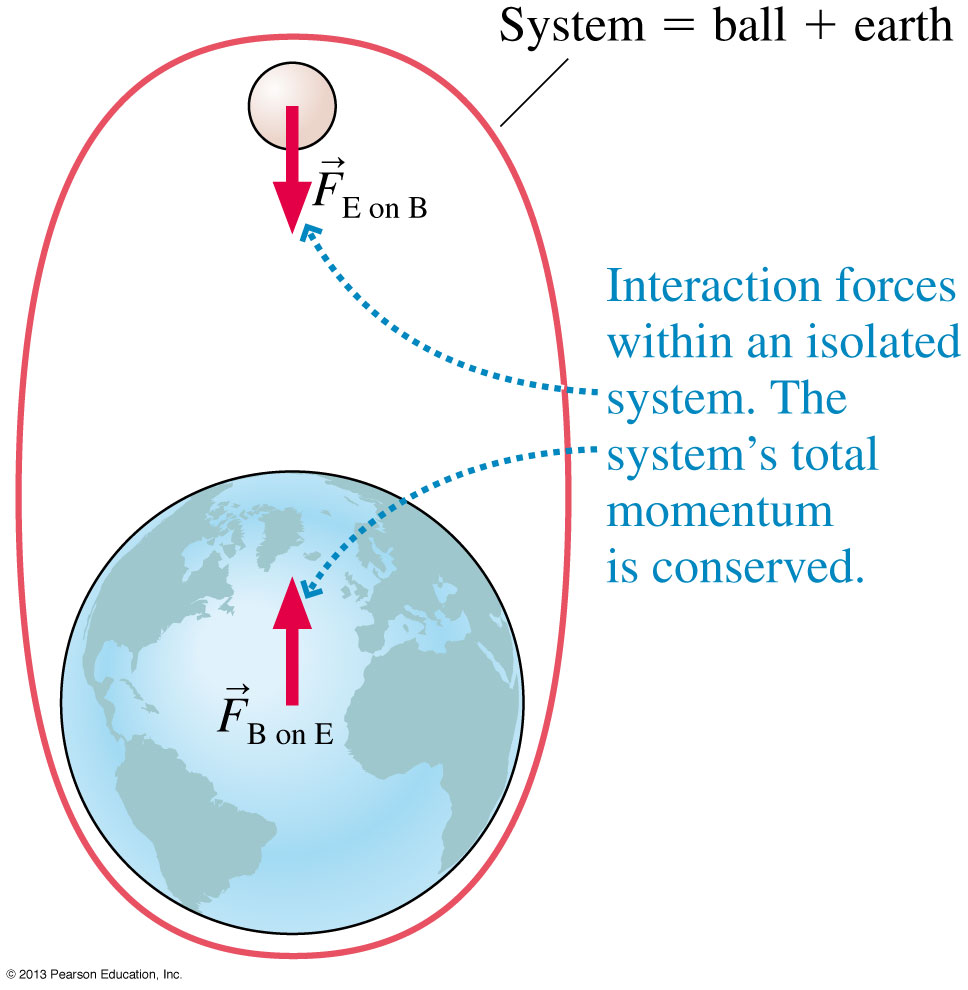 System = ball + earth
F⃗ E on B
Interaction forces
within an isolated
system. The
system’s total
momentum
is conserved.
F⃗ B on E
© 2013 Pearson Education, Inc.